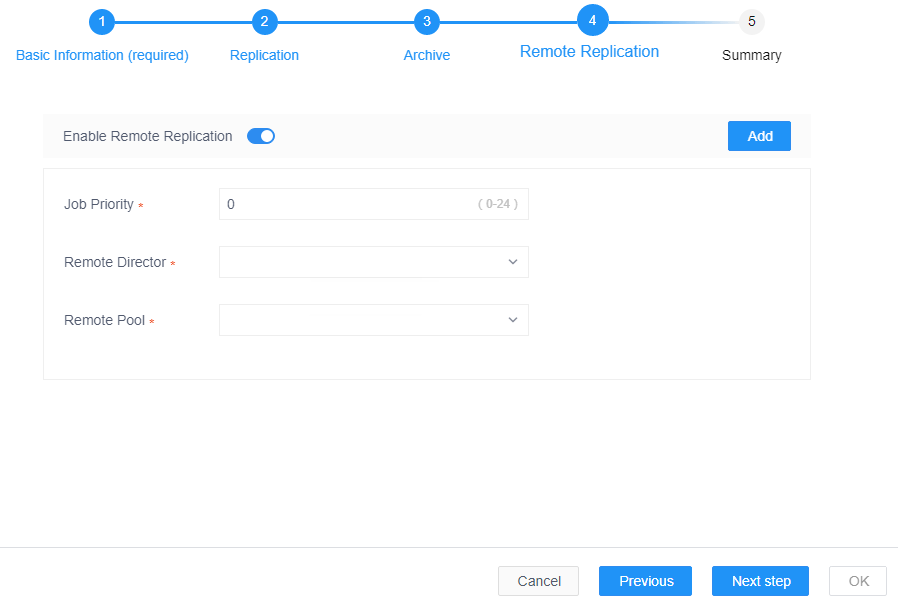 1 2 3 4 5
Basic Information (required) Replication Archive Remote Replication Summary
Enable Remote Replication Add
Job Priority * 0 ( 0-24 )
Remote Director *
Remote Pool *
Cancel Previous Next step OK